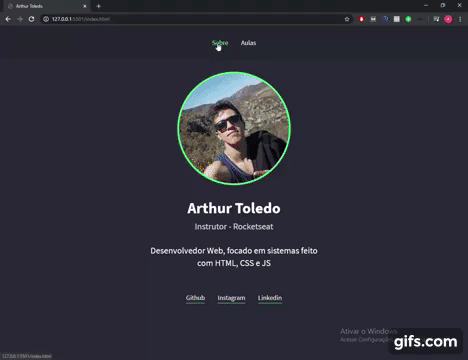 Arthur Toledo
127.0.0.1:5501/index.html
Sobre Aulas
Arthur Toledo
Instrutor - Rocketseat
Desenvolvedor Web, focado em sistemas feito
com HTML, CSS e JS
Github Instagram Linkedin
Ativar o Windows
Acesse Configurações
127.0.0.1:5501/index.html
gifs.com